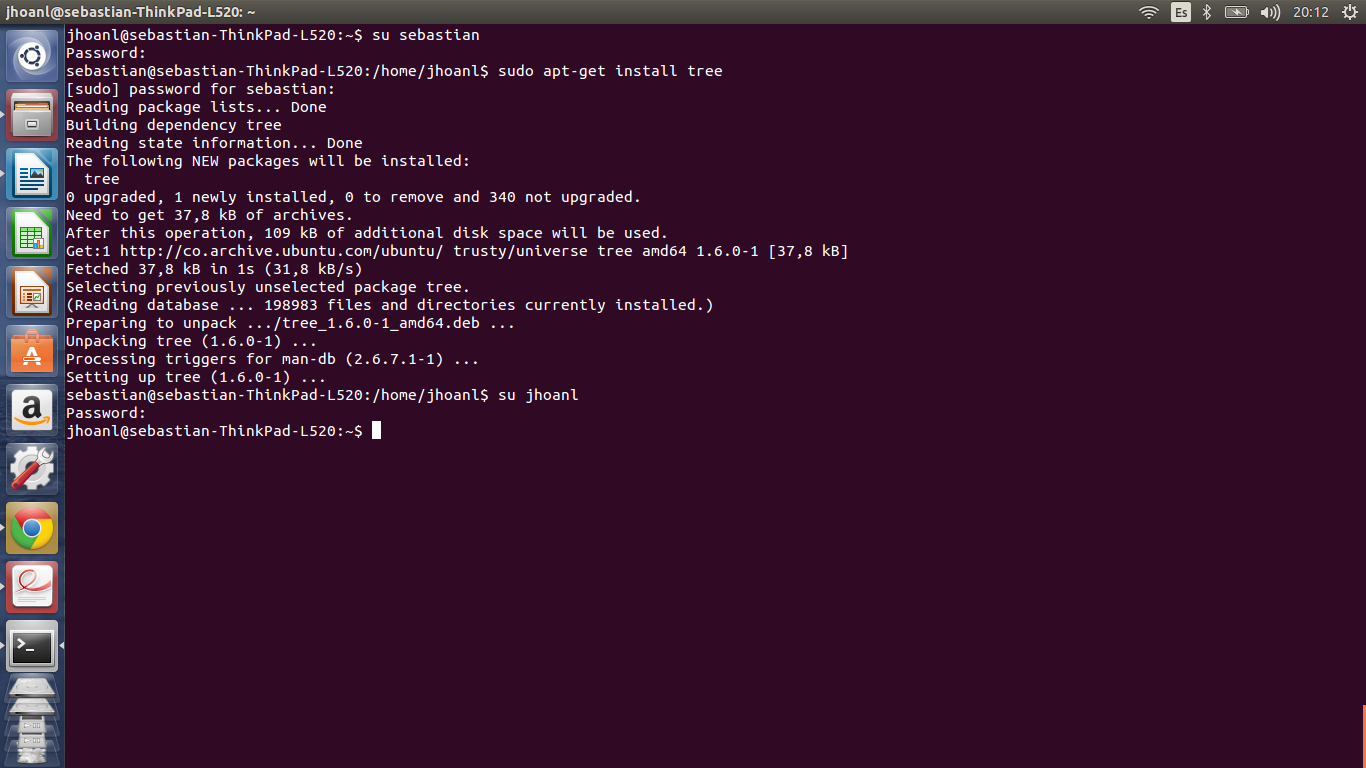 jhoanl@sebastian-ThinkPad-L520: ~
Es
20:12
jhoanl@sebastian-ThinkPad-L520:~$ su sebastian
Password:
sebastian@sebastian-ThinkPad-L520:/home/jhoanl$ sudo apt-get install tree
[sudo] password for sebastian:
Reading package lists... Done
Building dependency tree
Reading state information... Done
The following NEW packages will be installed:
  tree
0 upgraded, 1 newly installed, 0 to remove and 340 not upgraded.
Need to get 37,8 kB of archives.
After this operation, 109 kB of additional disk space will be used.
Get:1 http://co.archive.ubuntu.com/ubuntu/ trusty/universe tree amd64 1.6.0-1 [37,8 kB]
Fetched 37,8 kB in 1s (31,8 kB/s)
Selecting previously unselected package tree.
(Reading database ... 198983 files and directories currently installed.)
Preparing to unpack .../tree_1.6.0-1_amd64.deb ...
Unpacking tree (1.6.0-1) ...
Processing triggers for man-db (2.6.7.1-1) ...
Setting up tree (1.6.0-1) ...
sebastian@sebastian-ThinkPad-L520:/home/jhoanl$ su jhoanl
Password:
jhoanl@sebastian-ThinkPad-L520:~$